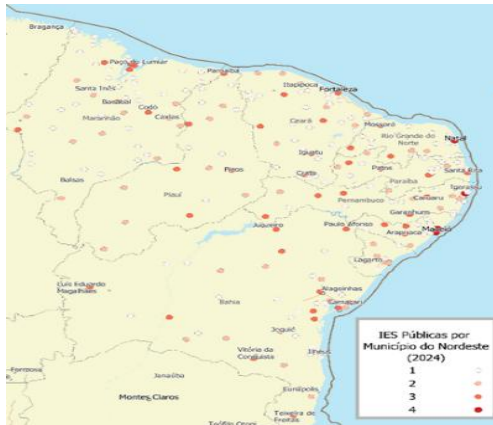 Bragança
Paço do Lumiar
Parnaíba
Itapipoca
Fortaleza
Santa Inês
Bacabal
Codó
Caxias
Maranhão
Ceará
Mossoró
Rio Grande do
Norte
Natal
Iguatu
Patos
Santa Rita
Balsas
Picos
Crato
Paraíba
Igarassu
Piauí
Pernambuco
Caruaru
Garanhuns
Juazeiro
Paulo Afonso
Arapiraca
Maceió
Lagarto
Luís Eduardo
Magalhães
Bahia
Alagoinhas
Camaçari
Jequié
Vitória da
Conquista
Ilhéus
Formosa
Janaúba
Eunápolis
Montes Claros
Teixeira de
Freitas
Teófilo Otoni
IES Públicas por
Município do Nordeste
(2024)
1
2
3
4